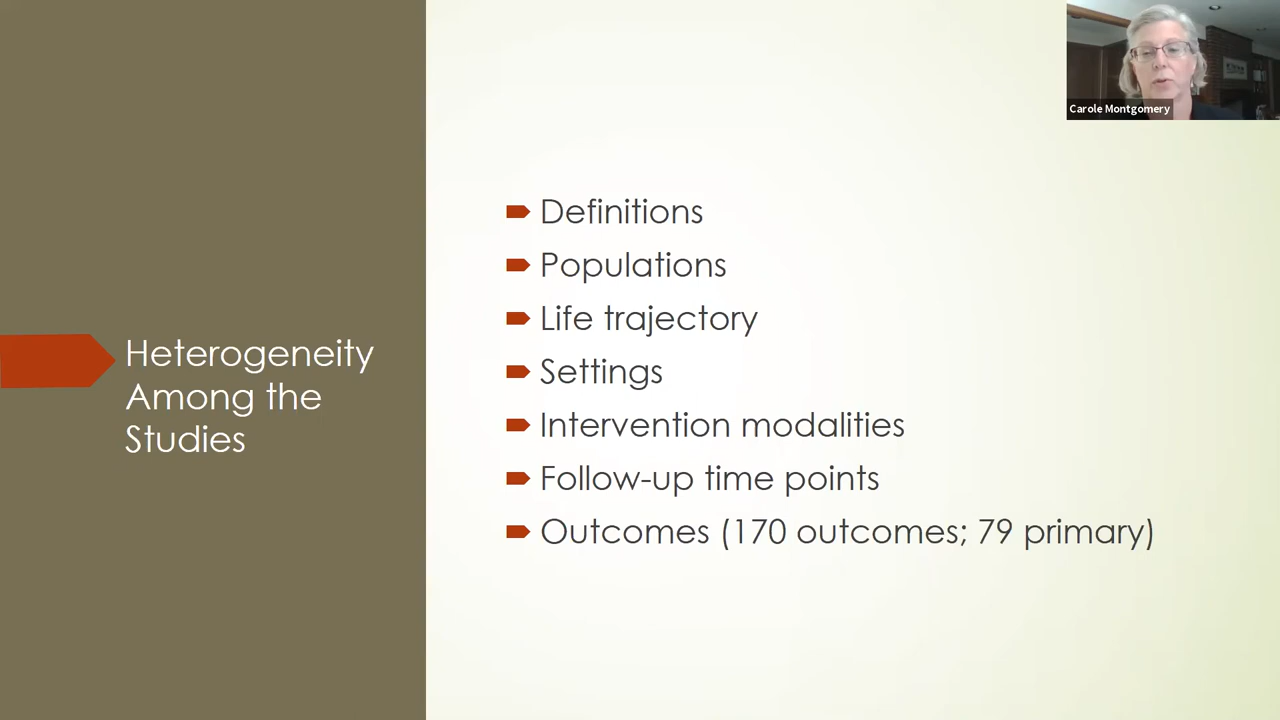 Carole Montgomery
Heterogeneity
Among the
Studies
Definitions
Populations
Life trajectory
Settings
Intervention modalities
Follow-up time points
Outcomes (170 outcomes; 79 primary)